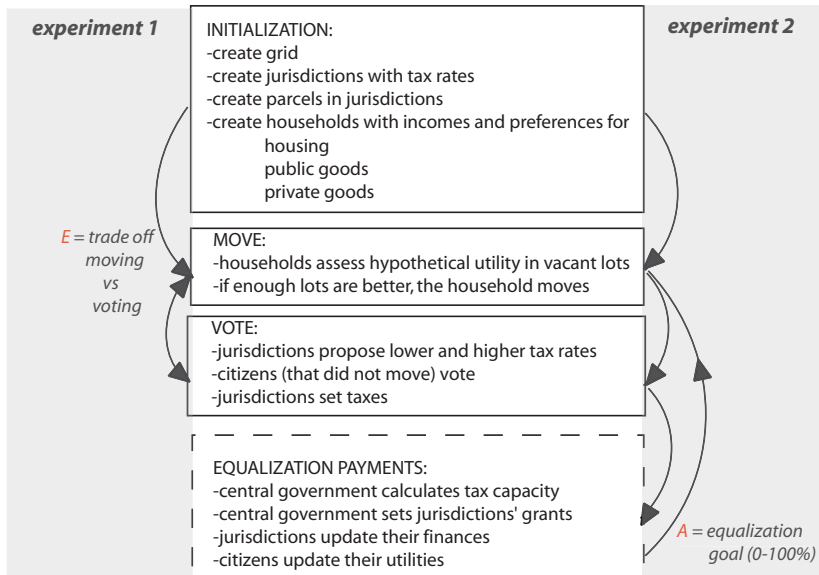 experiment 1
experiment 2
INITIALIZATION:
-create grid
-create jurisdictions with tax rates
-create parcels in jurisdictions
-create households with incomes and preferences for
housing
public goods
private goods
E = trade off
moving
vs
voting
MOVE:
-households assess hypothetical utility in vacant lots
-if enough lots are better, the household moves
VOTE:
-jurisdictions propose lower and higher tax rates
-citizens (that did not move) vote
-jurisdictions set taxes
EQUALIZATION PAYMENTS:
-central government calculates tax capacity
-central government sets jurisdictions' grants
-jurisdictions update their finances
-citizens update their utilities
A = equalization
goal (0-100%)